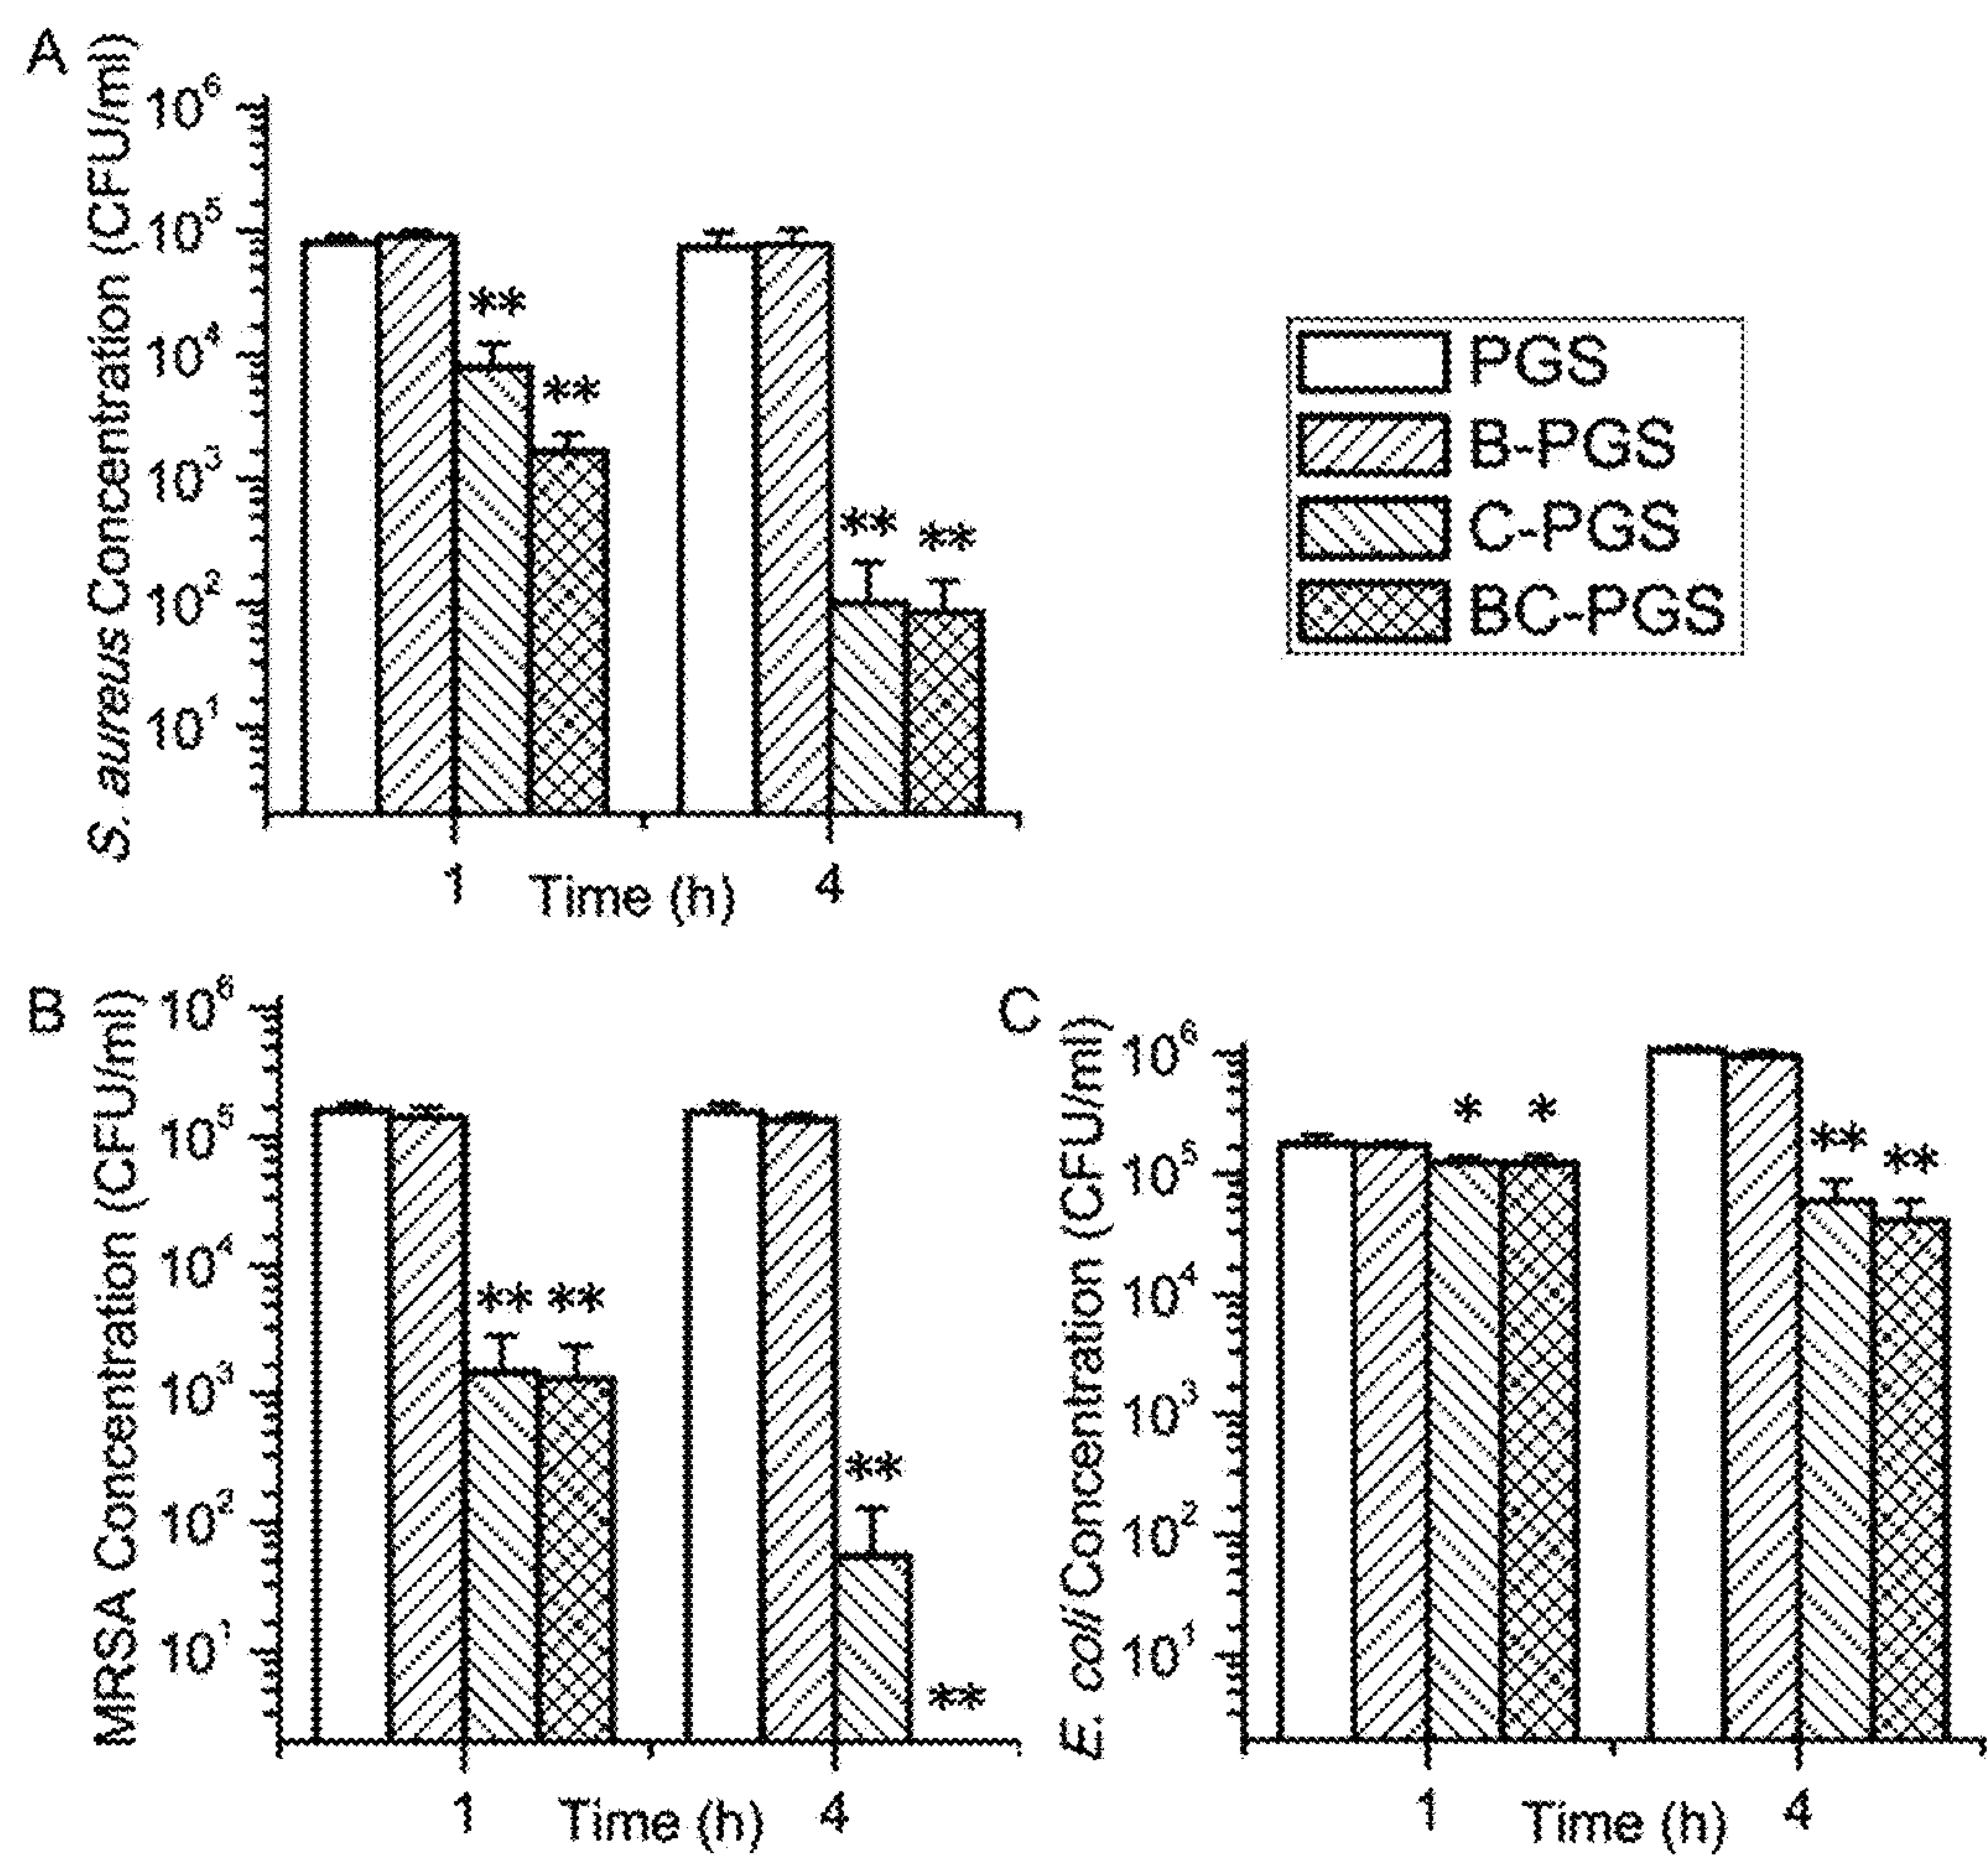 A
S. aureus Concentration (CFU/ml)
10⁶
10⁵
10⁴
10³
10²
10¹
**
**
**
**
1
4
Time (h)
PGS
B-PGS
C-PGS
BC-PGS
B
MRSA Concentration (CFU/ml)
10⁶
10⁵
10⁴
10³
10²
10¹
** **
**
**
1
4
Time (h)
C
E. coli Concentration (CFU/ml)
10⁶
10⁵
10⁴
10³
10²
10¹
* *
**
**
1
4
Time (h)